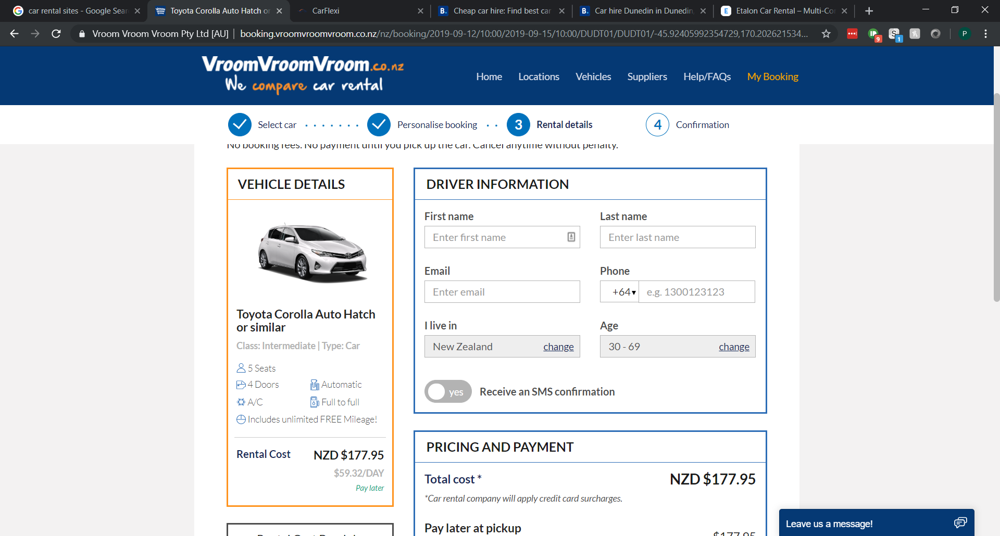 car rental sites - Google Sear
Toyota Corolla Auto Hatch or
CarFlexi
Cheap car hire: Find best car
Car hire Dunedin in Dunedin,
Etalon Car Rental – Multi-Co
Vroom Vroom Vroom Pty Ltd [AU] | booking.vroomvroomvroom.co.nz/nz/booking/2019-09-12/10:00/2019-09-15/10:00/DUDT01/DUDT01/-45.92405992354729,170.202621534...
9
1
P
VroomVroomVroom.co.nz
We compare car rental
Home Locations Vehicles Suppliers Help/FAQs My Booking
Select car
Personalise booking
3 Rental details
4 Confirmation
No booking fees. No payment until you pick up the car. Cancel anytime without penalty.
VEHICLE DETAILS
Toyota Corolla Auto Hatch
or similar
Class: Intermediate | Type: Car
5 Seats
4 Doors Automatic
A/C Full to full
Includes unlimited FREE Mileage!
Rental Cost NZD $177.95
$59.32/DAY
Pay later
DRIVER INFORMATION
First name Last name
Enter first name Enter last name
Email Phone
Enter email +64 e.g. 1300123123
I live in Age
New Zealand change 30 - 69 change
yes Receive an SMS confirmation
PRICING AND PAYMENT
Total cost * NZD $177.95
*Car rental company will apply credit card surcharges.
Pay later at pickup
$177.95
Leave us a message!